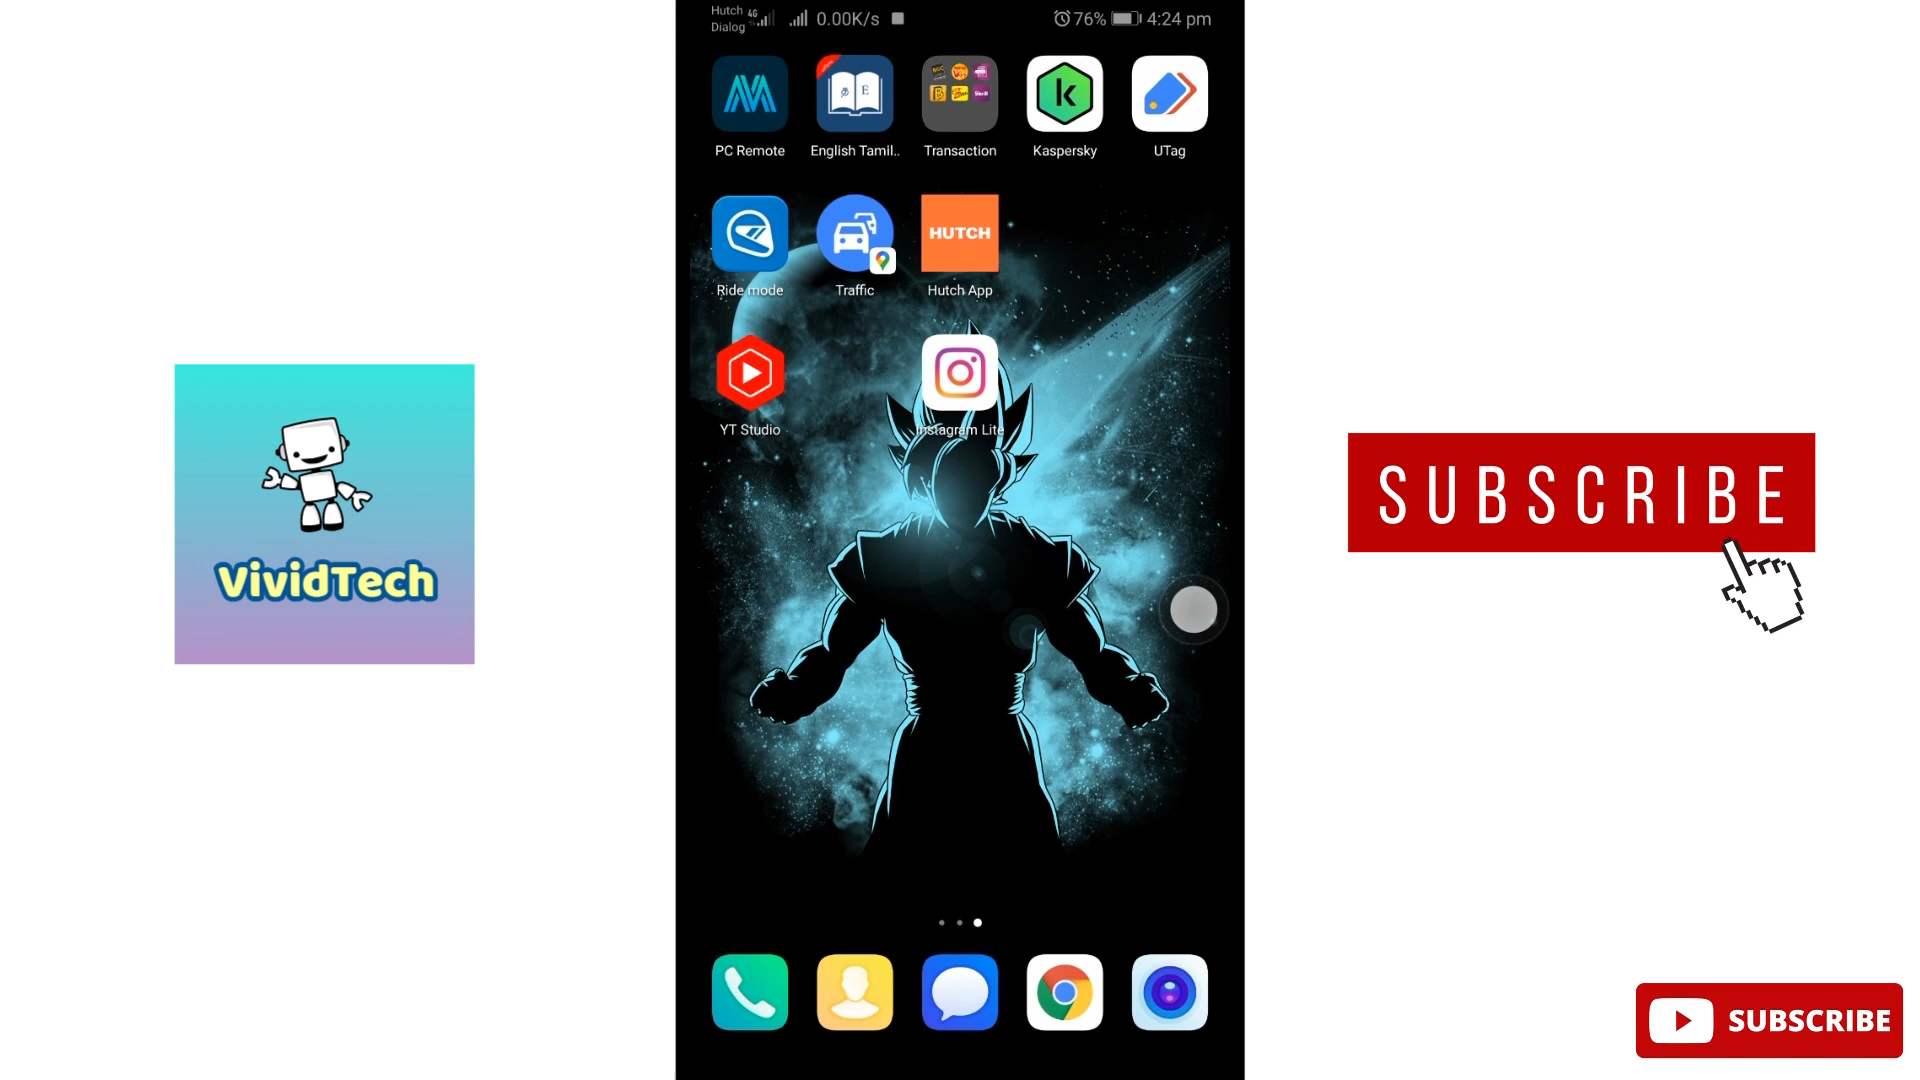 Hutch 4G 0.00K/s 76% 4:24 pm
Dialog
PC Remote English Tamil.. Transaction Kaspersky UTag
HUTCH
Ride mode Traffic Hutch App
YT Studio Instagram Lite
VividTech
SUBSCRIBE
SUBSCRIBE